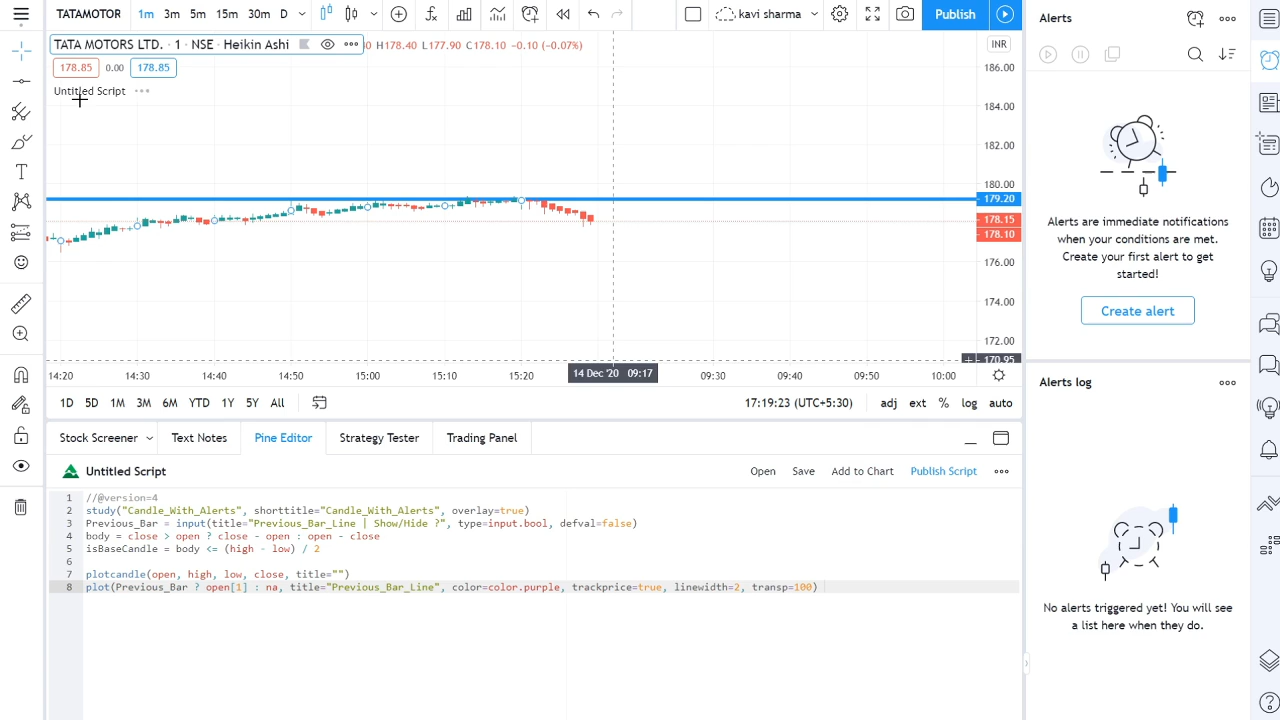 TATAMOTOR 1m 3m 5m 15m 30m D kavi sharma Publish
TATA MOTORS LTD. · 1 · NSE · Heikin Ashi H178.40 L177.90 C178.10 -0.10 (-0.07%) INR
178.85 0.00 178.85
Untitled Script
186.00
184.00
182.00
180.00
179.20
178.15
178.10
176.00
174.00
172.00
170.95
14:20 14:30 14:40 14:50 15:00 15:10 15:20 14 Dec '20 09:17 09:30 09:40 09:50 10:00
1D 5D 1M 3M 6M YTD 1Y 5Y All 17:19:23 (UTC+5:30) adj ext % log auto
Stock Screener Text Notes Pine Editor Strategy Tester Trading Panel
Untitled Script Open Save Add to Chart Publish Script
1 //@version=4
2 study("Candle_With_Alerts", shorttitle="Candle_With_Alerts", overlay=true)
3 Previous_Bar = input(title="Previous_Bar_Line | Show/Hide ?", type=input.bool, defval=false)
4 body = close > open ? close - open : open - close
5 isBaseCandle = body <= (high - low) / 2
6
7 plotcandle(open, high, low, close, title="")
8 plot(Previous_Bar ? open[1] : na, title="Previous_Bar_Line", color=color.purple, trackprice=true, linewidth=2, transp=100)
Alerts
Alerts are immediate notifications
when your conditions are met.
Create your first alert to get
started!
Create alert
Alerts log
No alerts triggered yet! You will see
a list here when they do.